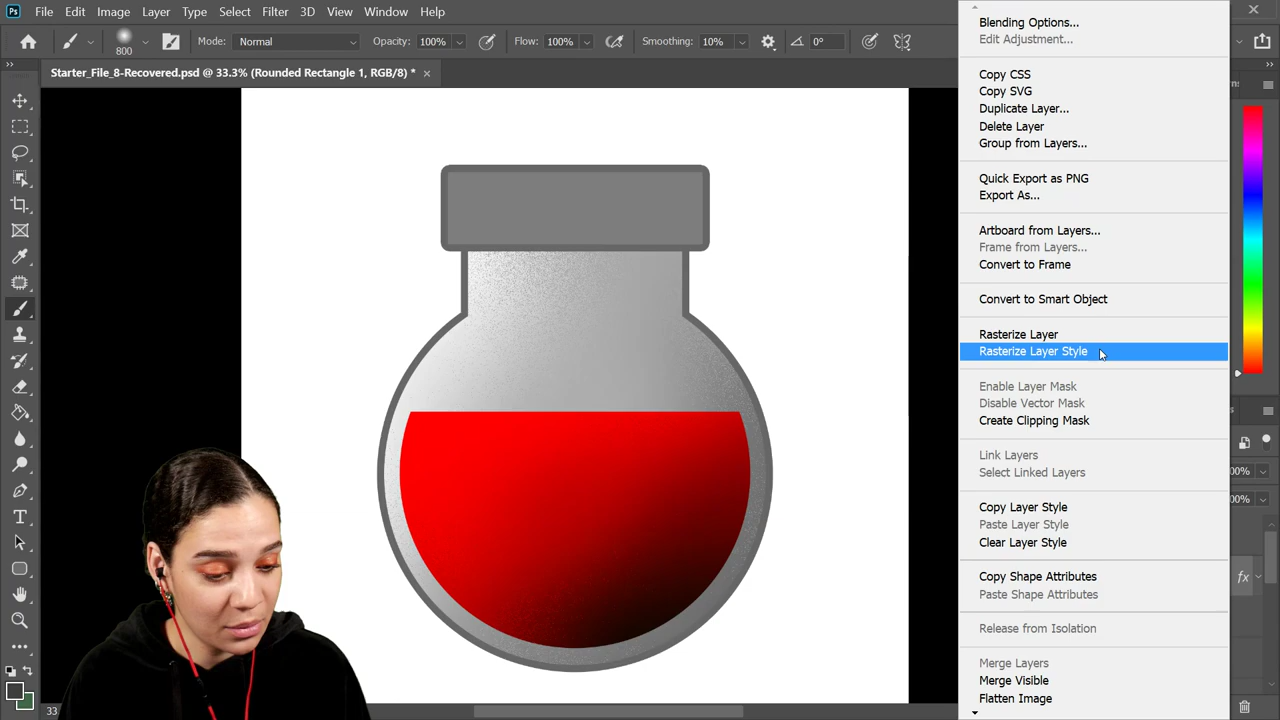 Ps File Edit Image Layer Type Select Filter 3D View Window Help
800 Mode: Normal Opacity: 100% Flow: 100% Smoothing: 10% 0°
Starter_File_8-Recovered.psd @ 33.3% (Rounded Rectangle 1, RGB/8) *
Blending Options...
Edit Adjustment...
Copy CSS
Copy SVG
Duplicate Layer...
Delete Layer
Group from Layers...
Quick Export as PNG
Export As...
Artboard from Layers...
Frame from Layers...
Convert to Frame
Convert to Smart Object
Rasterize Layer
Rasterize Layer Style
Enable Layer Mask
Disable Vector Mask
Create Clipping Mask
Link Layers
Select Linked Layers
Copy Layer Style
Paste Layer Style
Clear Layer Style
Copy Shape Attributes
Paste Shape Attributes
Release from Isolation
Merge Layers
Merge Visible
Flatten Image
fx
33